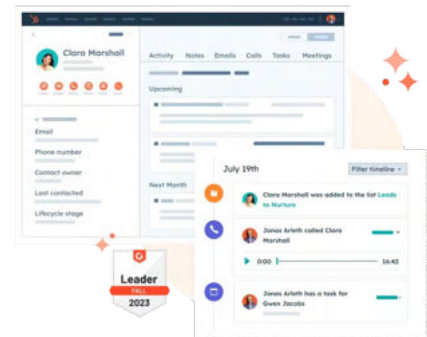 Clara Marshall
Activity Notes Emails Calls Tasks Meetings
Upcoming
Email
Phone number
Contact owner
Last contacted
Lifecycle stage
Next Month
July 19th
Filter timeline
Clara Marshall was added to the list Leads
to Nurture
Jonas Arleth called Clara
Marshall
0:00
16:42
Jonas Arleth has a task for
Gwen Jacobs
G
Leader
FALL
2023